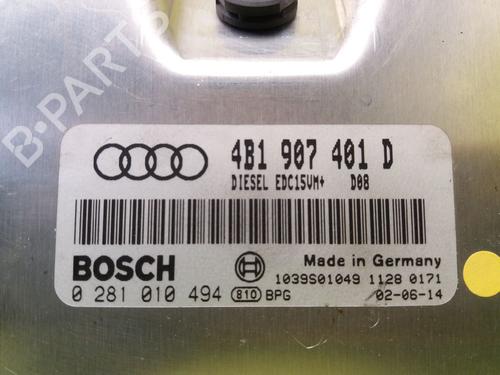 B-PARTS
4B1 907 401 D
DIESEL EDC15VM+ D08
BOSCH
Made in Germany
1039S01049 1128 0171
0 281 010 494 810 BPG 02-06-14